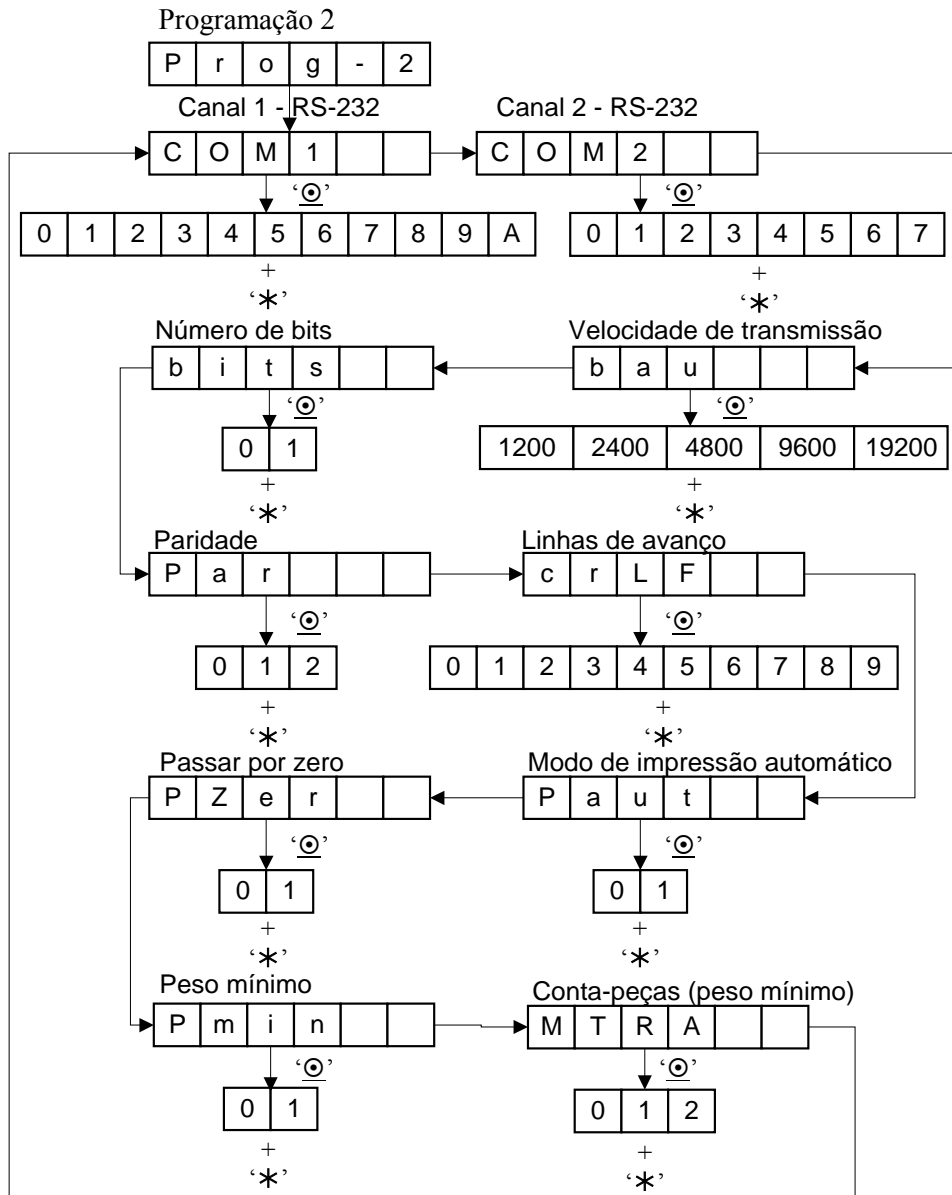 Programação 2
P r o g - 2
Canal 1 - RS-232 Canal 2 - RS-232
C O M 1 C O M 2
‘⊙’ ‘⊙’
0 1 2 3 4 5 6 7 8 9 A 0 1 2 3 4 5 6 7
+ +
‘*’ ‘*’
Número de bits Velocidade de transmissão
b i t s b a u
‘⊙’ ‘⊙’
0 1 1200 2400 4800 9600 19200
+ +
‘*’ ‘*’
Paridade Linhas de avanço
P a r c r L F
‘⊙’ ‘⊙’
0 1 2 0 1 2 3 4 5 6 7 8 9
+ +
‘*’ ‘*’
Passar por zero Modo de impressão automático
P Z e r P a u t
‘⊙’ ‘⊙’
0 1 0 1
+ +
‘*’ ‘*’
Peso mínimo Conta-peças (peso mínimo)
P m i n M T R A
‘⊙’ ‘⊙’
0 1 0 1 2
+ +
‘*’ ‘*’